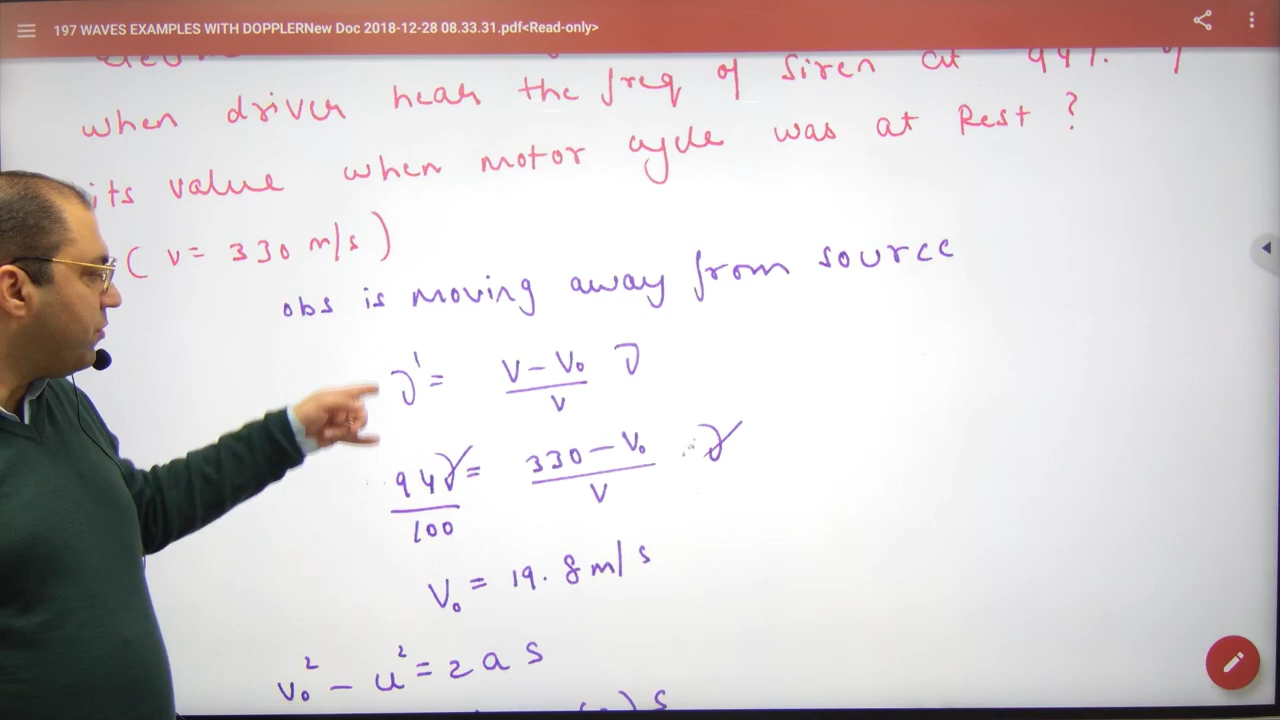 197 WAVES EXAMPLES WITH DOPPLERNew Doc 2018-12-28 08.33.31.pdf<Read-only>
when driver hears the freq of siren at 94% of
its value when motor cycle was at Rest ?
( v = 330 m/s )
obs is moving away from source
ν' = V - V₀ / V ν
94ν / 100 = 330 - V₀ / V . ν
V₀ = 19.8 m/s
V₀² - u² = 2 a s